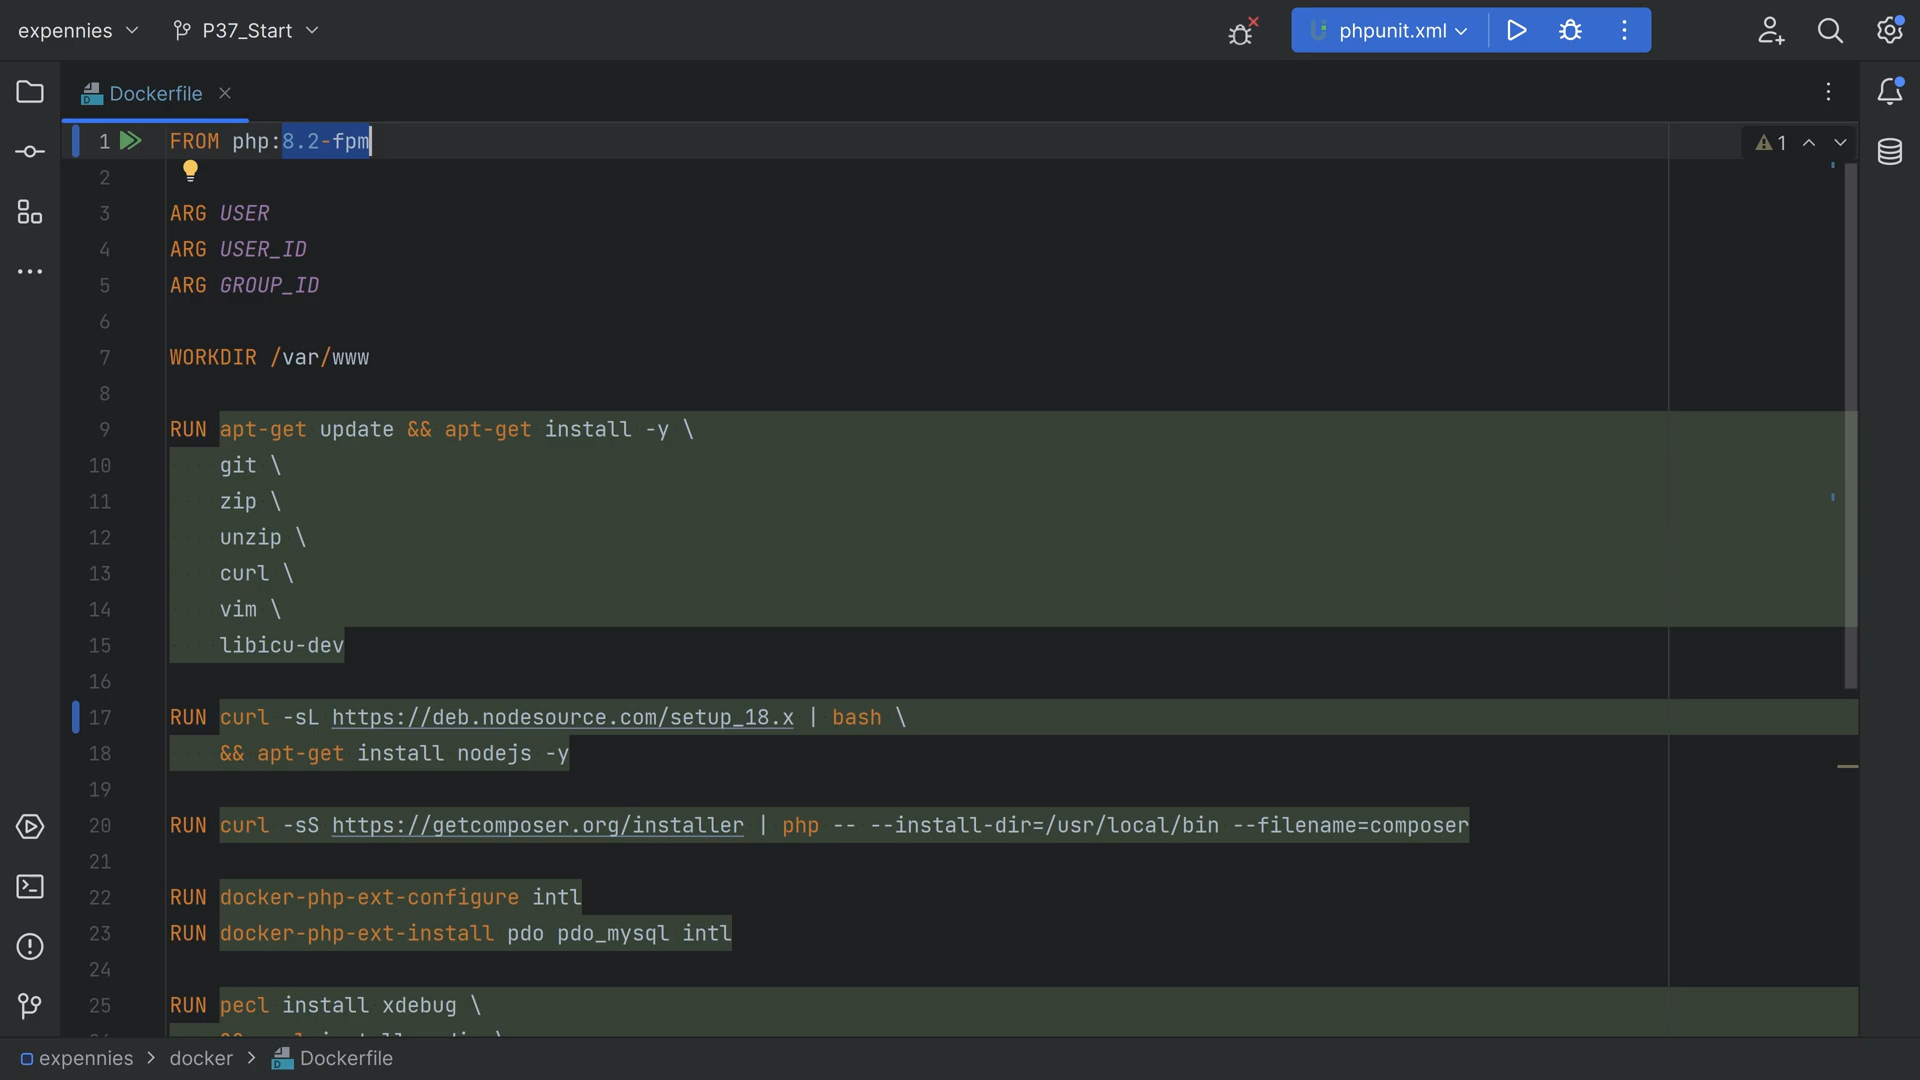 expennies
P37_Start
phpunit.xml
Dockerfile
1 FROM php:8.2-fpm
1
2
3 ARG USER
4 ARG USER_ID
5 ARG GROUP_ID
6
7 WORKDIR /var/www
8
9 RUN apt-get update && apt-get install -y \
10 git \
11 zip \
12 unzip \
13 curl \
14 vim \
15 libicu-dev
16
17 RUN curl -sL https://deb.nodesource.com/setup_18.x | bash \
18 && apt-get install nodejs -y
19
20 RUN curl -sS https://getcomposer.org/installer | php -- --install-dir=/usr/local/bin --filename=composer
21
22 RUN docker-php-ext-configure intl
23 RUN docker-php-ext-install pdo pdo_mysql intl
24
25 RUN pecl install xdebug \
expennies > docker > Dockerfile